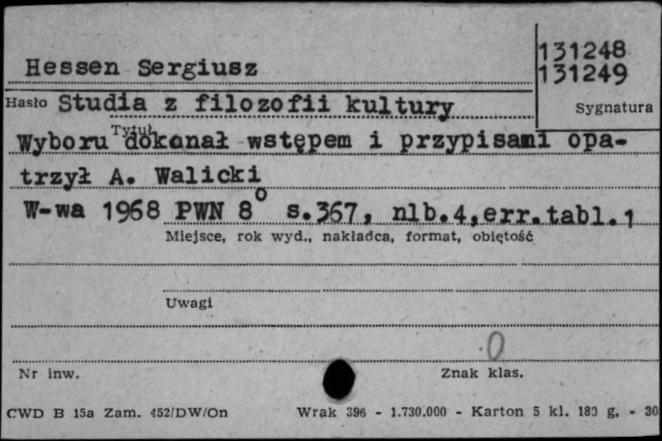 131248
Hessen Sergiusz
131249
Hasło Studia z filozofii kultury
Sygnatura
Tytuł
Wyboru dokonał wstępem i przypisami opa-
trzył A. Walicki
W-wa 1968 PWN 8° s.367, nlb.4,err.tabl.1
Miejsce, rok wyd., nakładca, format, objętość
Uwagi
0
Nr inw.
Znak klas.
CWD B 15a Zam. 452/DW/On Wrak 396 - 1.730.000 - Karton 5 kl. 180 g. - 30